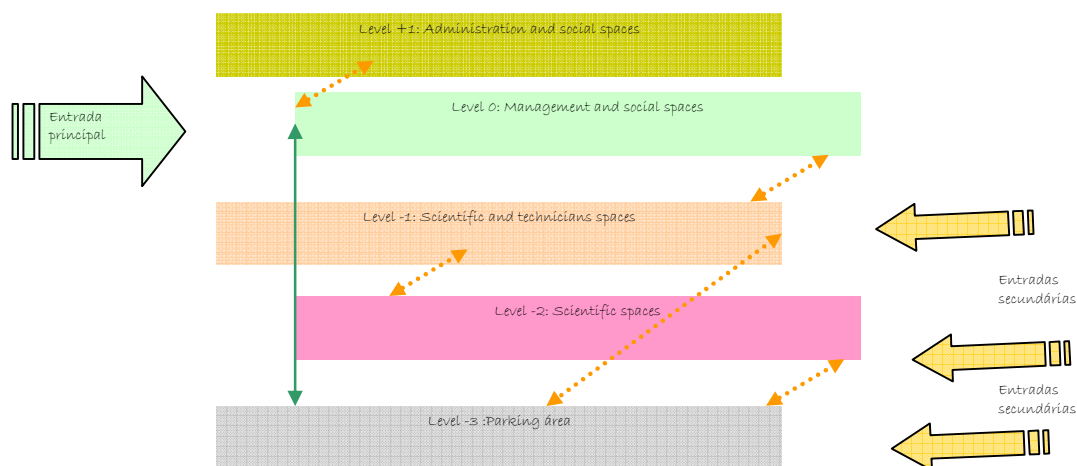 Level +1: Administration and social spaces
Level 0: Management and social spaces
Entrada
principal
Level -1: Scientific and technicians spaces
Entradas
secundárias
Level -2: Scientific spaces
Entradas
secundárias
Level -3 :Parking área